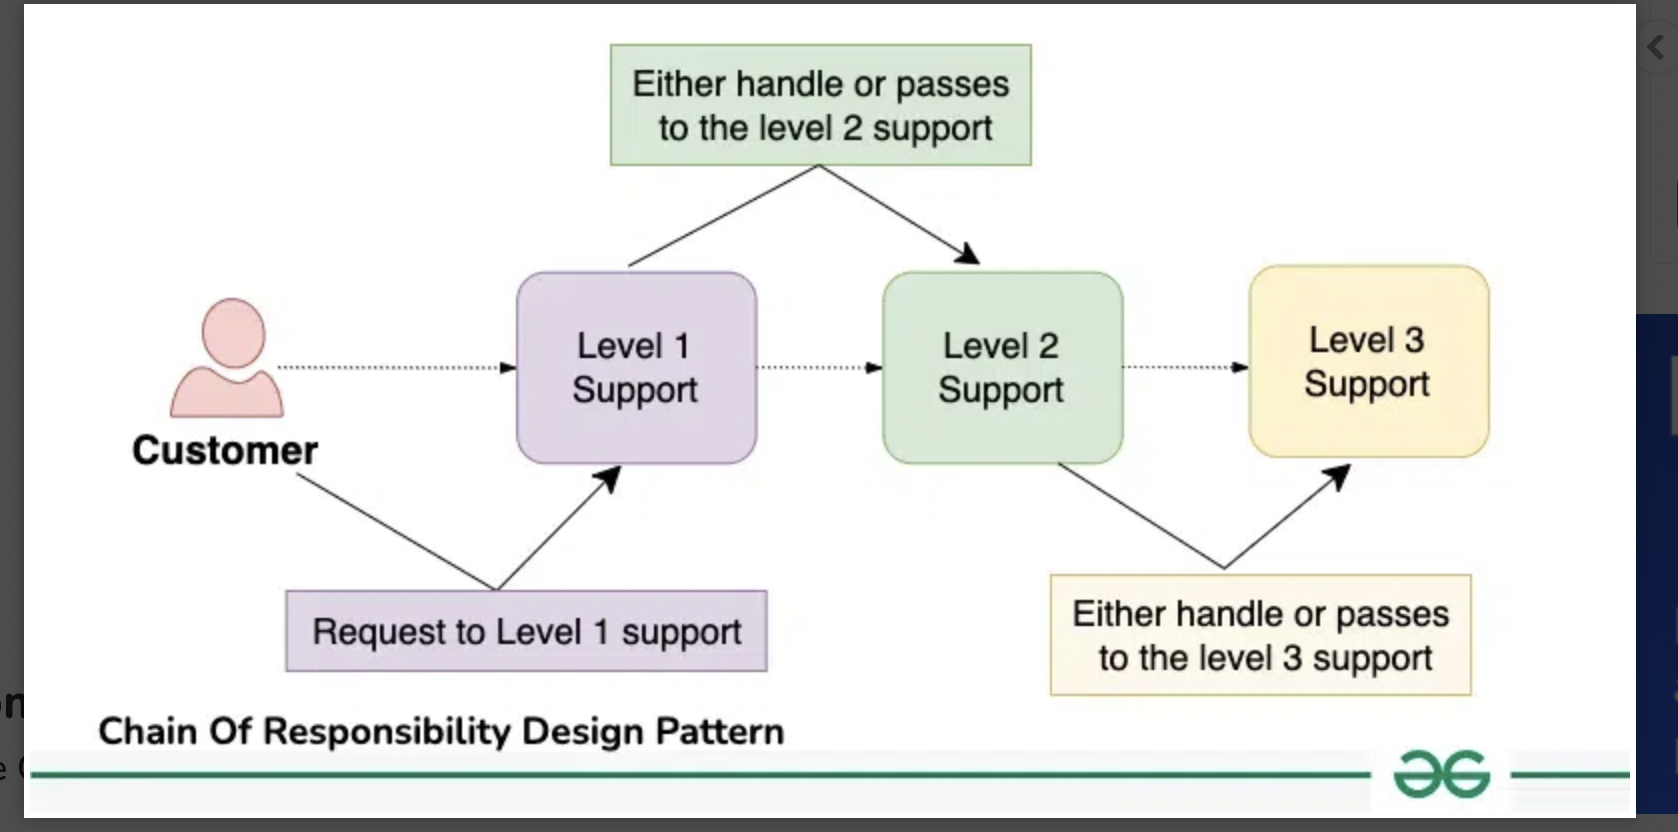 Either handle or passes
to the level 2 support
Level 1
Support
Level 2
Support
Level 3
Support
Customer
Request to Level 1 support
Either handle or passes
to the level 3 support
Chain Of Responsibility Design Pattern